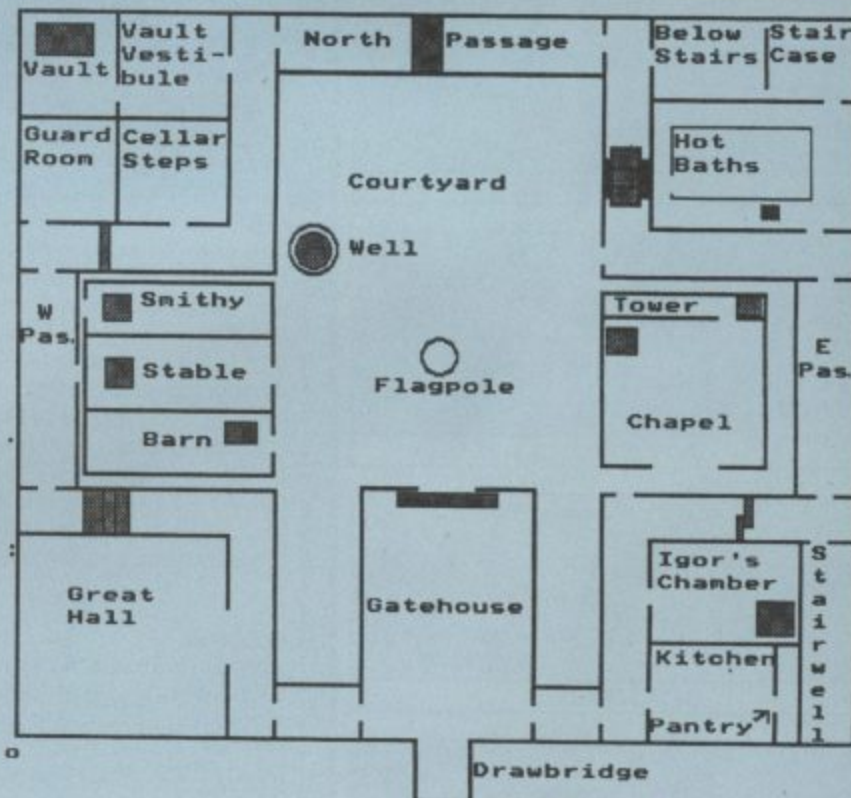 Vault
Vault
Vesti-
bule
North Passage
Below
Stairs
Stair
Case
Guard
Room
Cellar
Steps
Courtyard
Hot
Baths
Well
W
Pas.
Smithy
Tower
E
Pas.
Stable
Flagpole
Chapel
Barn
Great
Hall
Gatehouse
Igor's
Chamber
Stairwell
Kitchen
Pantry
Drawbridge